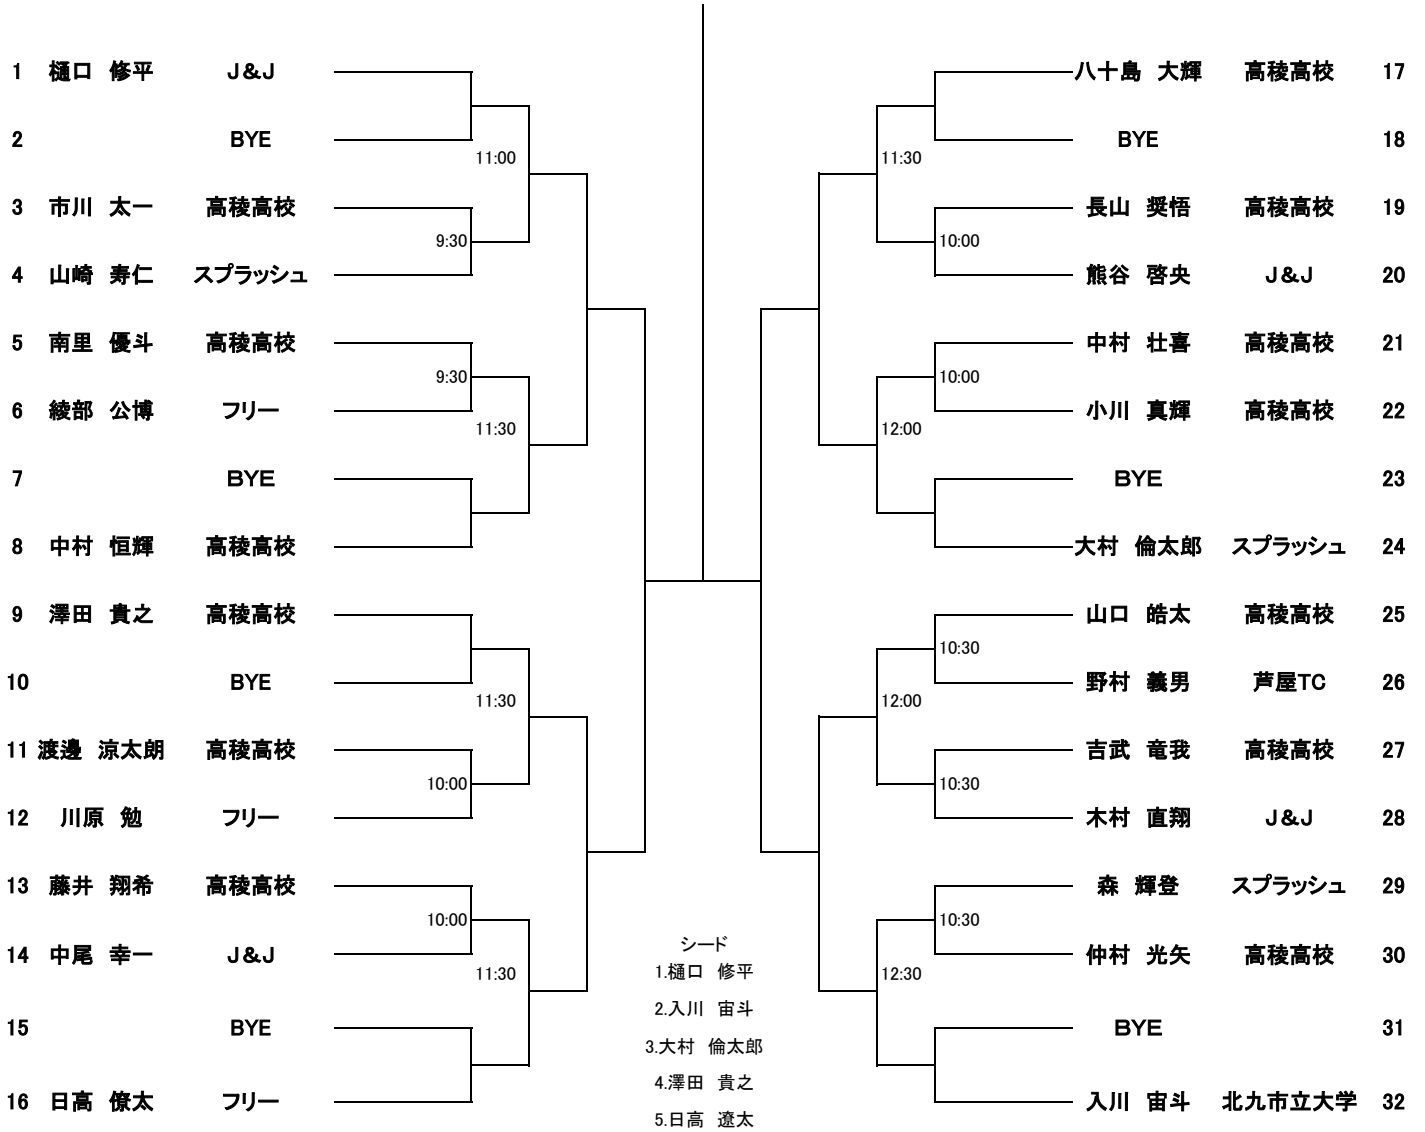 1 樋口 修平 J&J
2 BYE
11:00
3 市川 太一 高稜高校
9:30
4 山崎 寿仁 スプラッシュ
5 南里 優斗 高稜高校
9:30
6 綾部 公博 フリー
11:30
7 BYE
8 中村 恒輝 高稜高校
9 澤田 貴之 高稜高校
10 BYE
11:30
11 渡邊 涼太朗 高稜高校
10:00
12 川原 勉 フリー
13 藤井 翔希 高稜高校
10:00
14 中尾 幸一 J&J
11:30
15 BYE
16 日高 僚太 フリー
シード
1.樋口 修平
2.入川 宙斗
3.大村 倫太郎
4.澤田 貴之
5.日高 遼太
八十島 大輝 高稜高校 17
BYE 18
11:30
長山 奨悟 高稜高校 19
10:00
熊谷 啓央 J&J 20
中村 壮喜 高稜高校 21
10:00
小川 真輝 高稜高校 22
12:00
BYE 23
大村 倫太郎 スプラッシュ 24
山口 皓太 高稜高校 25
10:30
野村 義男 芦屋TC 26
12:00
吉武 竜我 高稜高校 27
10:30
木村 直翔 J&J 28
森 輝登 スプラッシュ 29
10:30
仲村 光矢 高稜高校 30
12:30
BYE 31
入川 宙斗 北九市立大学 32